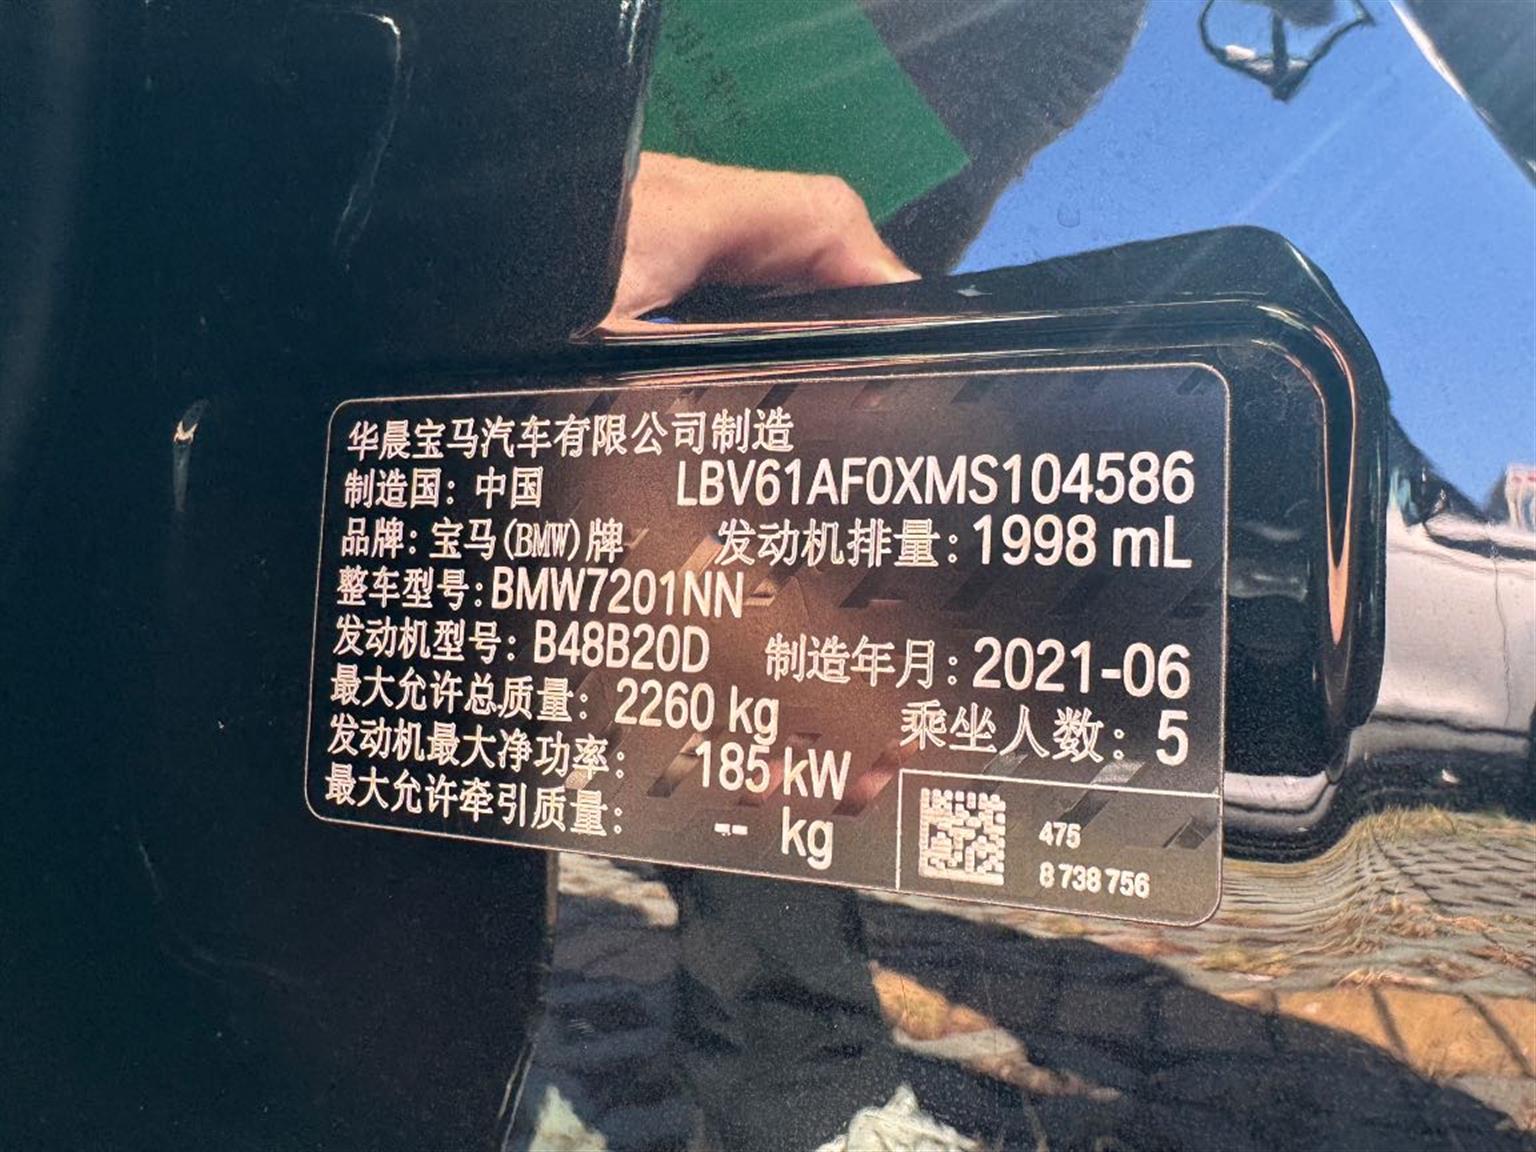 华晨宝马汽车有限公司制造
制造国：中国 LBV61AF0XMS104586
品牌：宝马(BMW)牌 发动机排量：1998 mL
整车型号：BMW7201NN
发动机型号：B48B20D 制造年月：2021-06
最大允许总质量：2260 kg 乘坐人数：5
发动机最大净功率：185 kW
最大允许牵引质量：-- kg
475
8 738 756